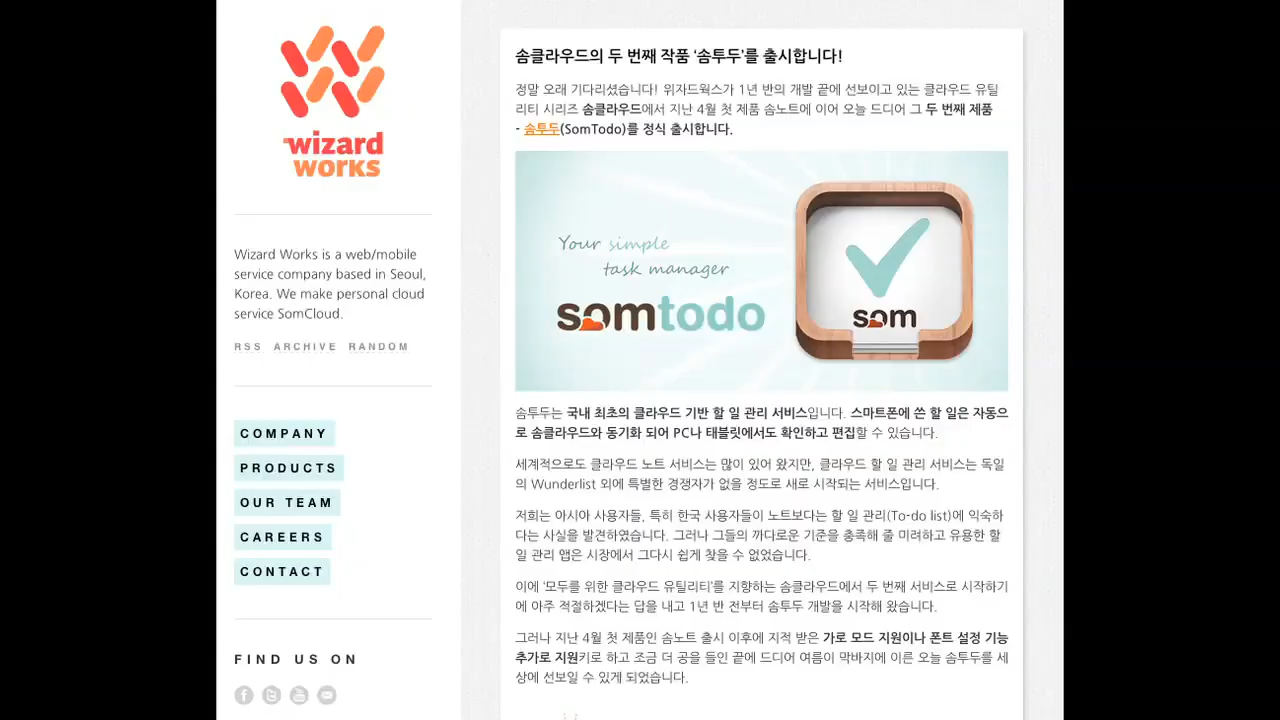 wizard
works
Wizard Works is a web/mobile
service company based in Seoul,
Korea. We make personal cloud
service SomCloud.
RSS ARCHIVE RANDOM
COMPANY
PRODUCTS
OUR TEAM
CAREERS
CONTACT
FIND US ON
솜클라우드의 두 번째 작품 ‘솜투두’를 출시합니다!
정말 오래 기다리셨습니다! 위자드웍스가 1년 반의 개발 끝에 선보이고 있는 클라우드 유틸
리티 시리즈 솜클라우드에서 지난 4월 첫 제품 솜노트에 이어 오늘 드디어 그 두 번째 제품
- 솜투두(SomTodo)를 정식 출시합니다.
Your simple
task manager
somtodo
som
솜투두는 국내 최초의 클라우드 기반 할 일 관리 서비스입니다. 스마트폰에 쓴 할 일은 자동으
로 솜클라우드와 동기화 되어 PC나 태블릿에서도 확인하고 편집할 수 있습니다.
세계적으로도 클라우드 노트 서비스는 많이 있어 왔지만, 클라우드 할 일 관리 서비스는 독일
의 Wunderlist 외에 특별한 경쟁자가 없을 정도로 새로 시작되는 서비스입니다.
저희는 아시아 사용자들, 특히 한국 사용자들이 노트보다는 할 일 관리(To-do list)에 익숙하
다는 사실을 발견하였습니다. 그러나 그들의 까다로운 기준을 충족해 줄 미려하고 유용한 할
일 관리 앱은 시장에서 그다시 쉽게 찾을 수 없었습니다.
이에 ‘모두를 위한 클라우드 유틸리티’를 지향하는 솜클라우드에서 두 번째 서비스로 시작하기
에 아주 적절하겠다는 답을 내고 1년 반 전부터 솜투두 개발을 시작해 왔습니다.
그러나 지난 4월 첫 제품인 솜노트 출시 이후에 지적 받은 가로 모드 지원이나 폰트 설정 기능
추가로 지원키로 하고 조금 더 공을 들인 끝에 드디어 여름이 막바지에 이른 오늘 솜투두를 세
상에 선보일 수 있게 되었습니다.